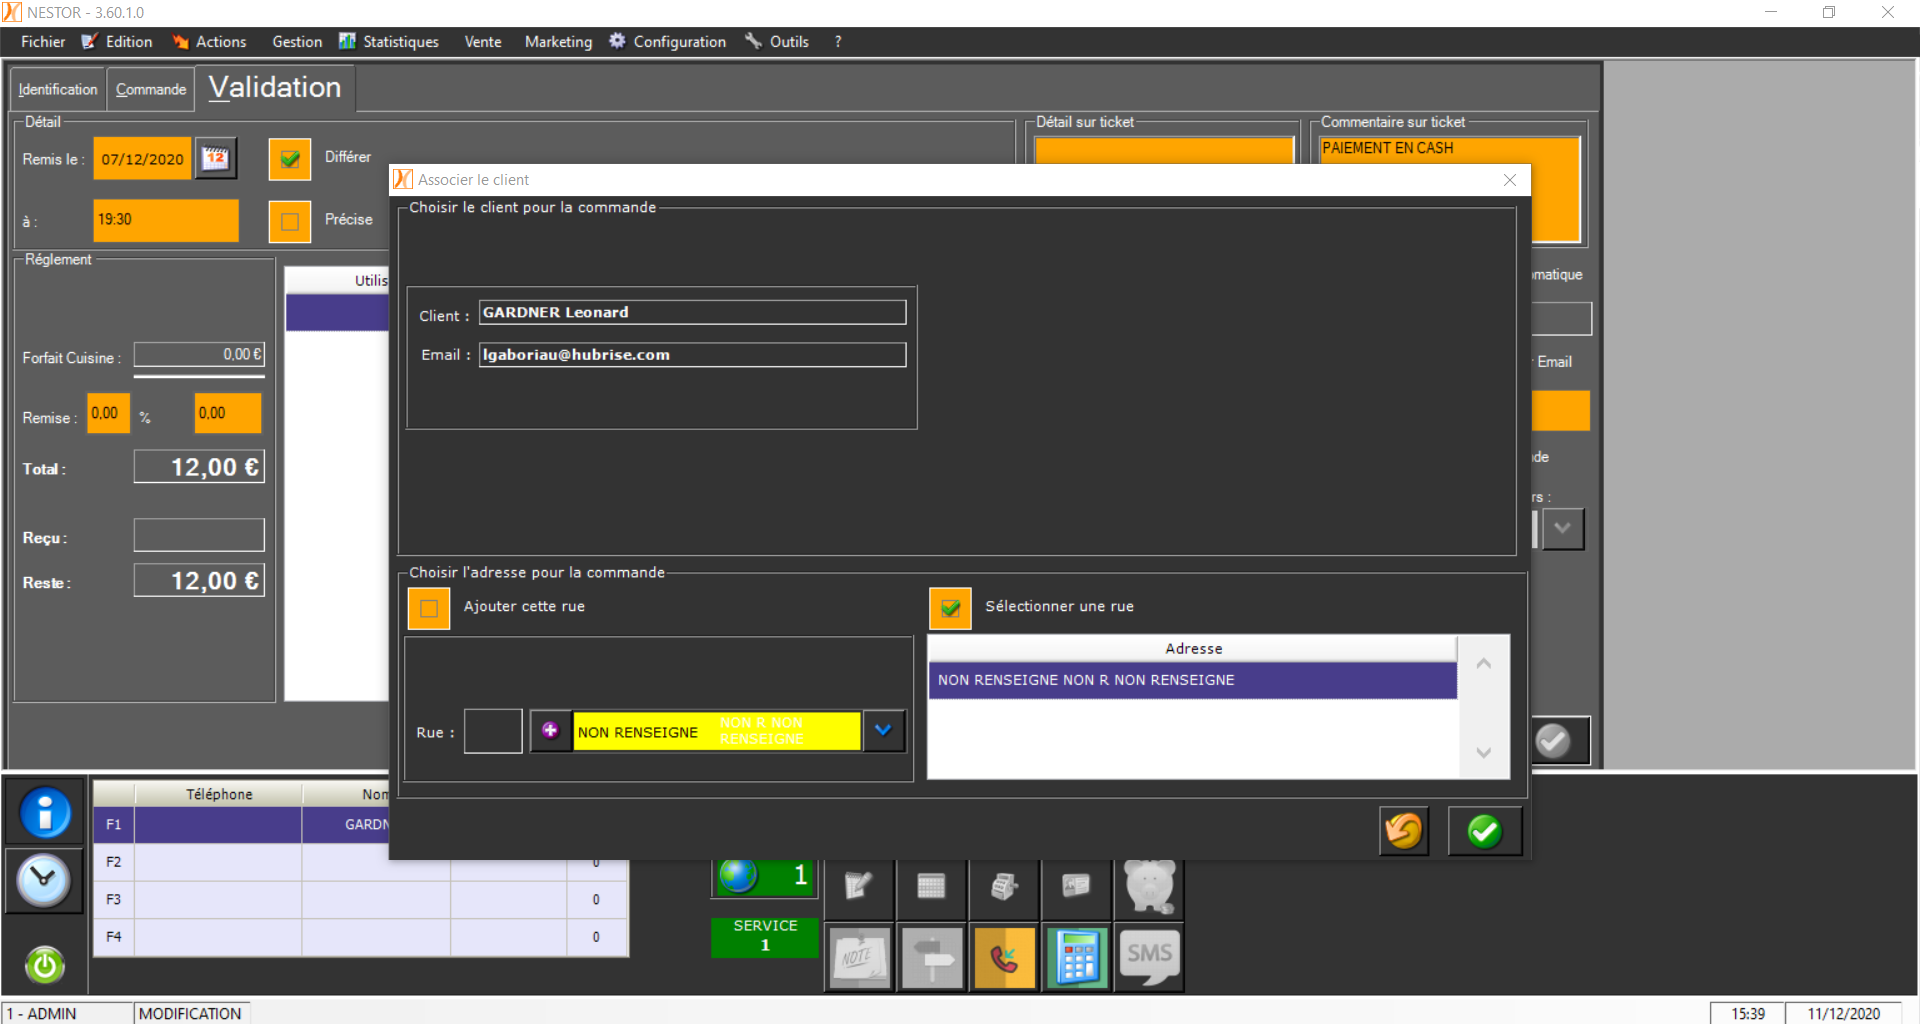 NESTOR - 3.60.1.0
Fichier Edition Actions Gestion Statistiques Vente Marketing Configuration Outils ?
Identification Commande Validation
Détail
Détail sur ticket
Commentaire sur ticket
Remis le : 07/12/2020 12 Différer
PAIEMENT EN CASH
à : 19:30 Précise
Associer le client
Choisir le client pour la commande
Client : GARDNER Leonard
Email : lgaboriau@hubrise.com
Réglement
Utilis
matique
Forfait Cuisine : 0,00 €
Email
Remise : 0,00 % 0,00
Total : 12,00 €
de
rs :
Reçu :
Reste : 12,00 €
Choisir l'adresse pour la commande
Ajouter cette rue
Sélectionner une rue
Adresse
NON RENSEIGNE NON R NON RENSEIGNE
Rue : NON RENSEIGNE NON R NON
RENSEIGNE
Téléphone Nom
F1 GARDN
F2 0
F3 0
F4 0
1
SERVICE
1
NOTE
SMS
1 - ADMIN MODIFICATION 15:39 11/12/2020